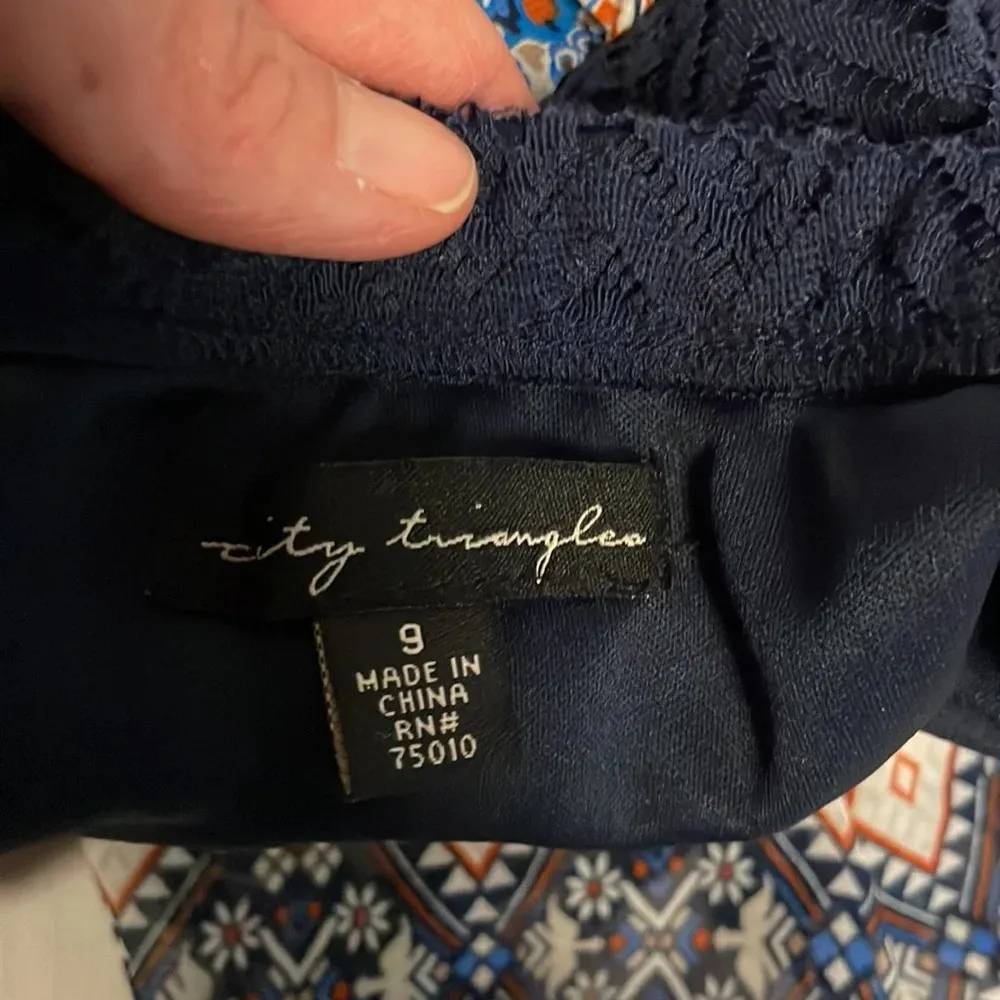 city triangles
9
MADE IN
CHINA
RN#
75010